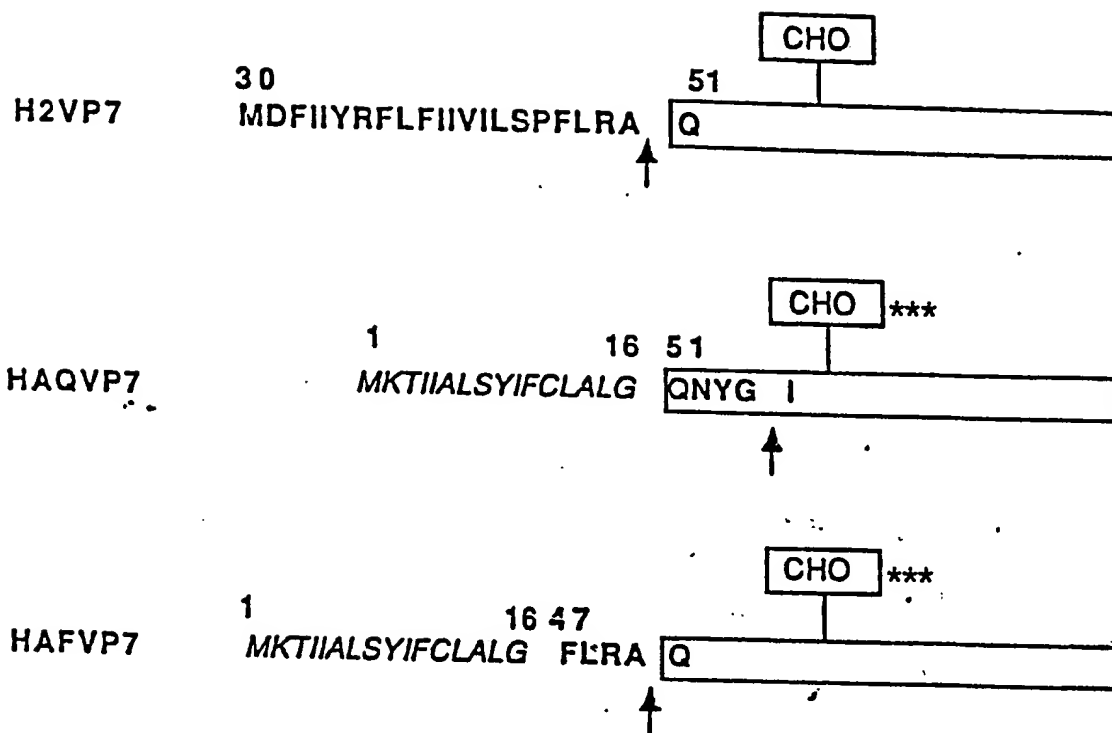 CHO
30 51
H2VP7 MDFIIYRFLFIIVILSPFLRA Q
CHO ***
1 16 51
HAQVP7 MKTIIALSYIFCLALG QNYG I
CHO ***
1 16 47
HAFVP7 MKTIIALSYIFCLALG FLRA Q